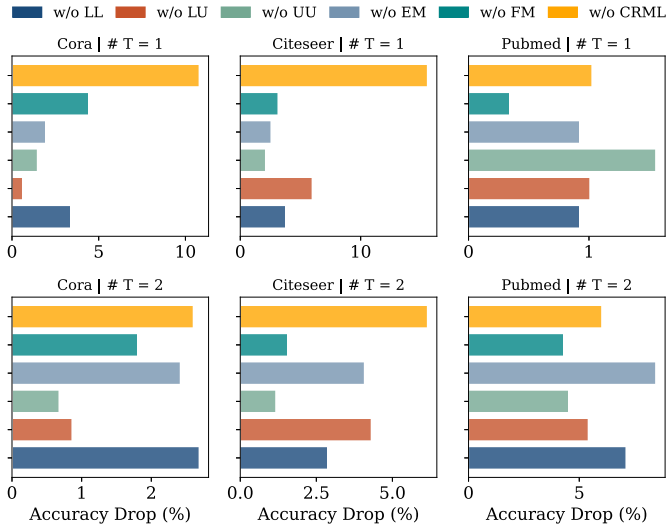 w/o LL w/o LU w/o UU w/o EM w/o FM w/o CRML
Cora | # T = 1
Citeseer | # T = 1
Pubmed | # T = 1
0 5 10
0 10
0 1
Cora | # T = 2
Citeseer | # T = 2
Pubmed | # T = 2
0 1 2
0.0 2.5 5.0
5
Accuracy Drop (%)
Accuracy Drop (%)
Accuracy Drop (%)